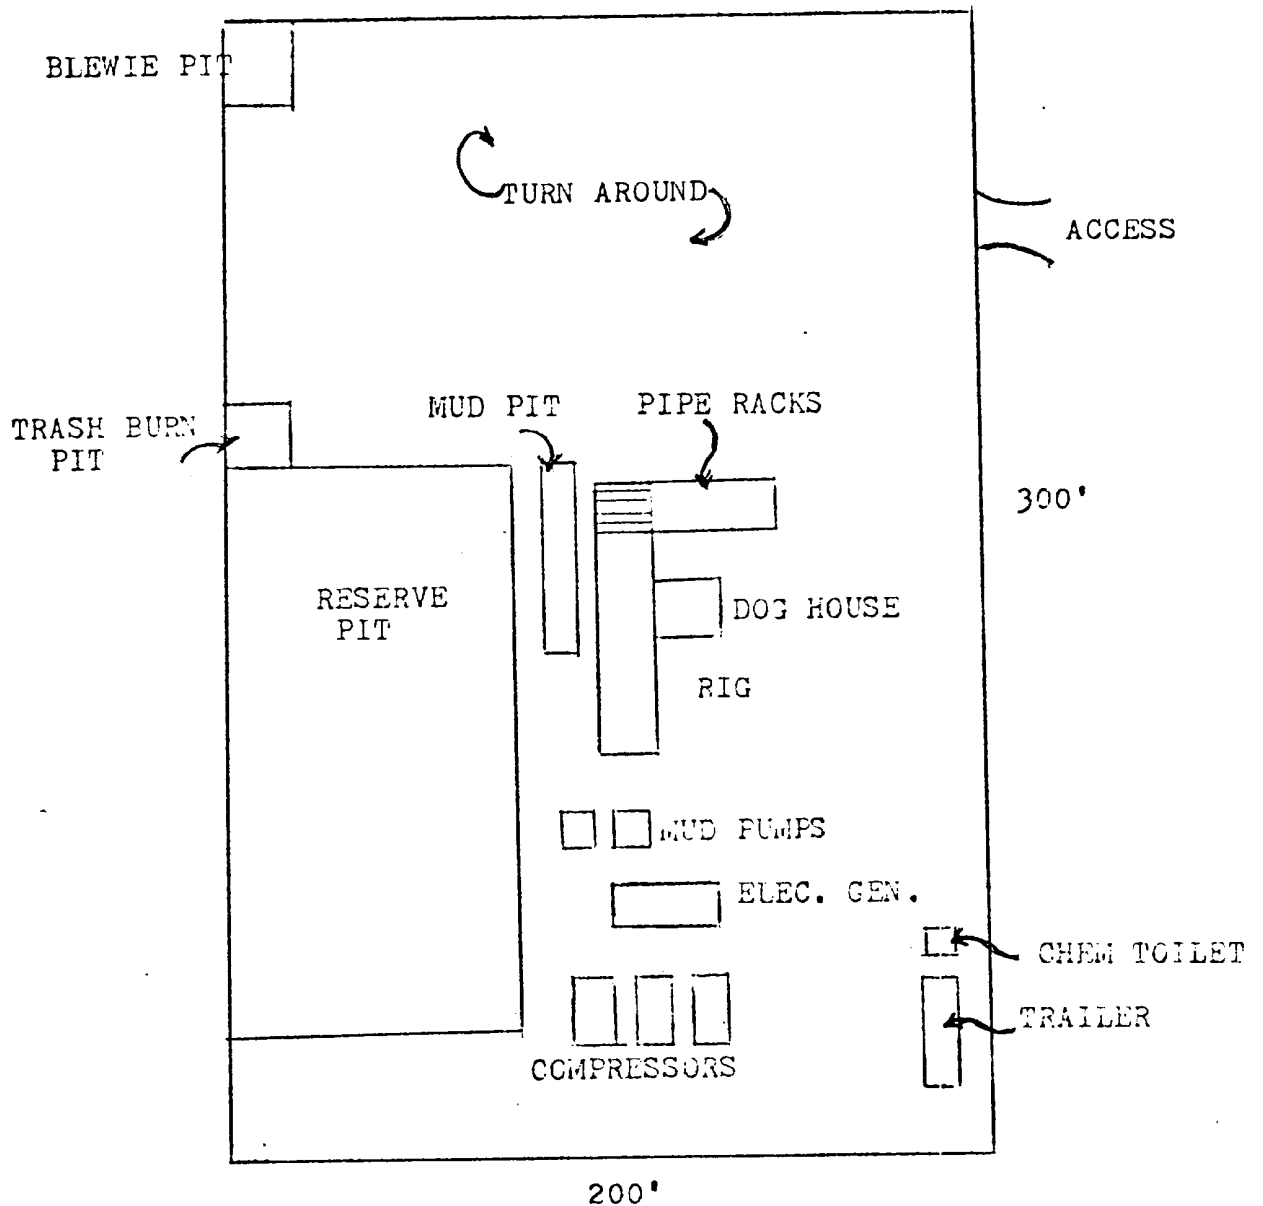 BLEWIE PIT
TURN AROUND
ACCESS
MUD PIT
PIPE RACKS
TRASH BURN
PIT
300'
RESERVE
PIT
DOG HOUSE
RIG
MUD PUMPS
ELEC. GEN.
CHEM TOILET
TRAILER
COMPRESSORS
200'